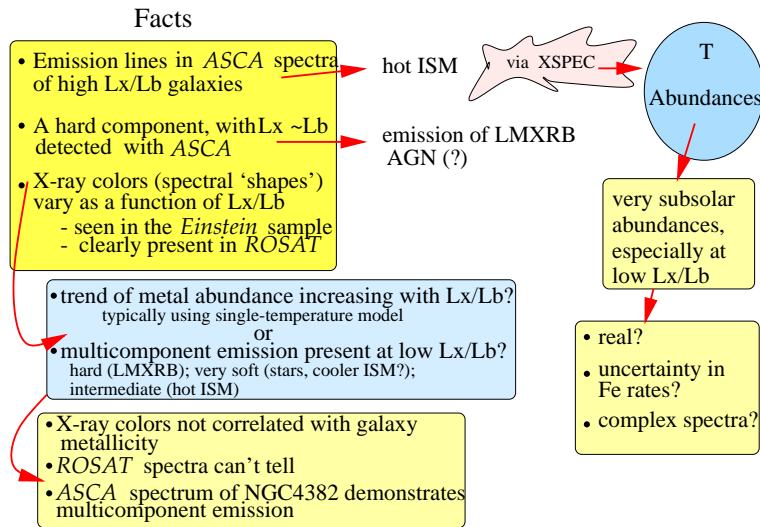 Facts
• Emission lines in ASCA spectra
of high Lx/Lb galaxies
• A hard component, with Lx ~Lb
detected with ASCA
• X-ray colors (spectral ‘shapes’)
vary as a function of Lx/Lb
- seen in the Einstein sample
- clearly present in ROSAT
hot ISM
via XSPEC
T
Abundances
emission of LMXRB
AGN (?)
very subsolar
abundances,
especially at
low Lx/Lb
• real?
• uncertainty in
Fe rates?
• complex spectra?
• trend of metal abundance increasing with Lx/Lb?
typically using single-temperature model
or
• multicomponent emission present at low Lx/Lb?
hard (LMXRB); very soft (stars, cooler ISM?);
intermediate (hot ISM)
• X-ray colors not correlated with galaxy
metallicity
• ROSAT spectra can't tell
• ASCA spectrum of NGC4382 demonstrates
multicomponent emission